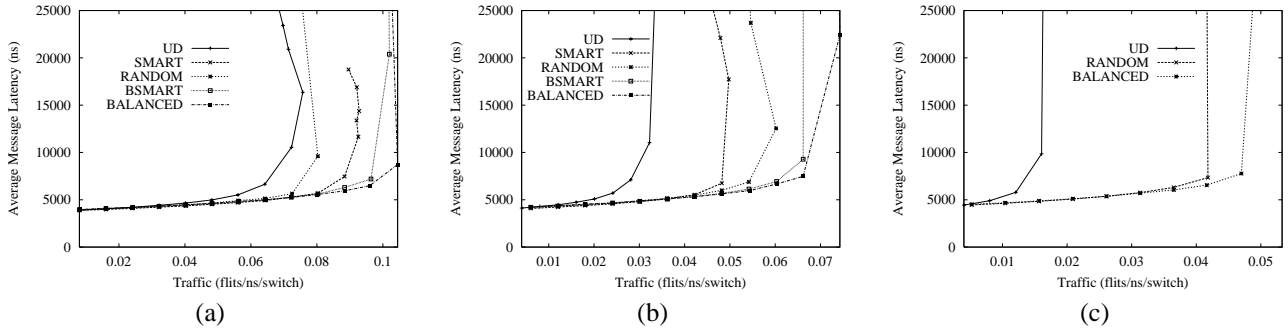 25000
20000
15000
10000
5000
0
Average Message Latency (ns)
UD
SMART
RANDOM
BSMART
BALANCED
0.02 0.04 0.06 0.08 0.1
Traffic (flits/ns/switch)
(a)
25000
20000
15000
10000
5000
0
Average Message Latency (ns)
UD
SMART
RANDOM
BSMART
BALANCED
0.01 0.02 0.03 0.04 0.05 0.06 0.07
Traffic (flits/ns/switch)
(b)
25000
20000
15000
10000
5000
0
Average Message Latency (ns)
UD
RANDOM
BALANCED
0.01 0.02 0.03 0.04 0.05
Traffic (flits/ns/switch)
(c)